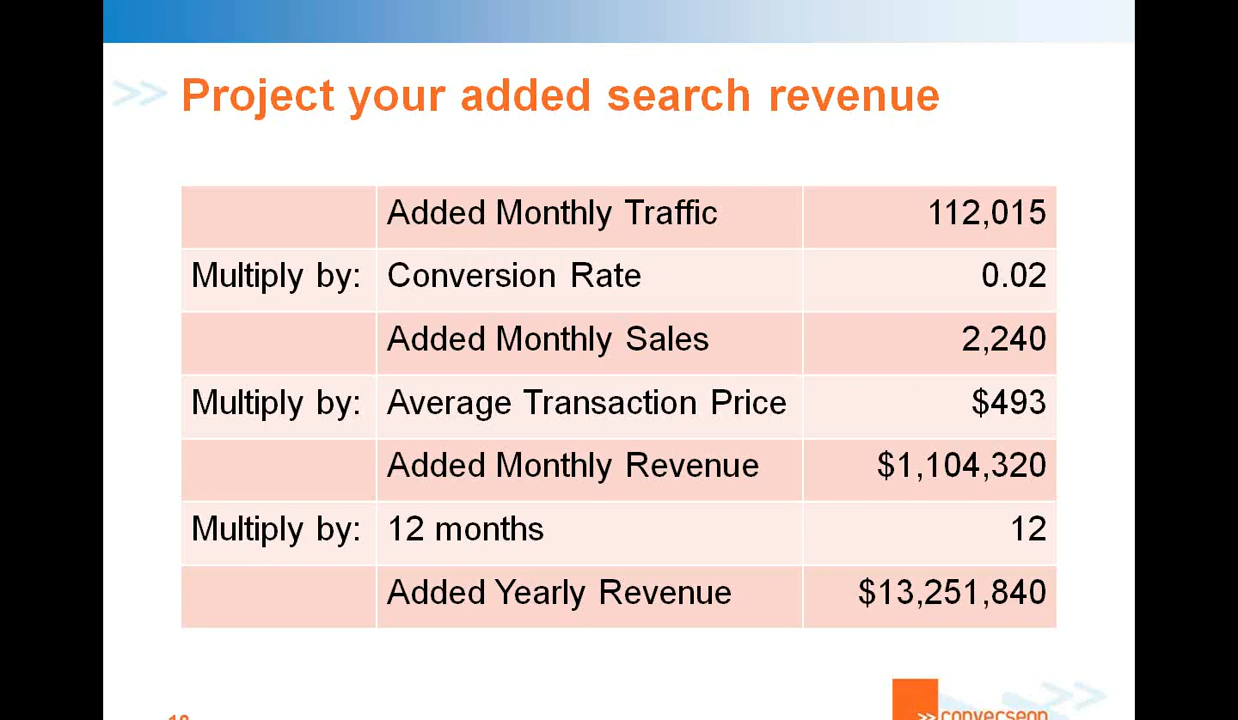 Project your added search revenue
Added Monthly Traffic 112,015
Multiply by: Conversion Rate 0.02
Added Monthly Sales 2,240
Multiply by: Average Transaction Price $493
Added Monthly Revenue $1,104,320
Multiply by: 12 months 12
Added Yearly Revenue $13,251,840
converseon